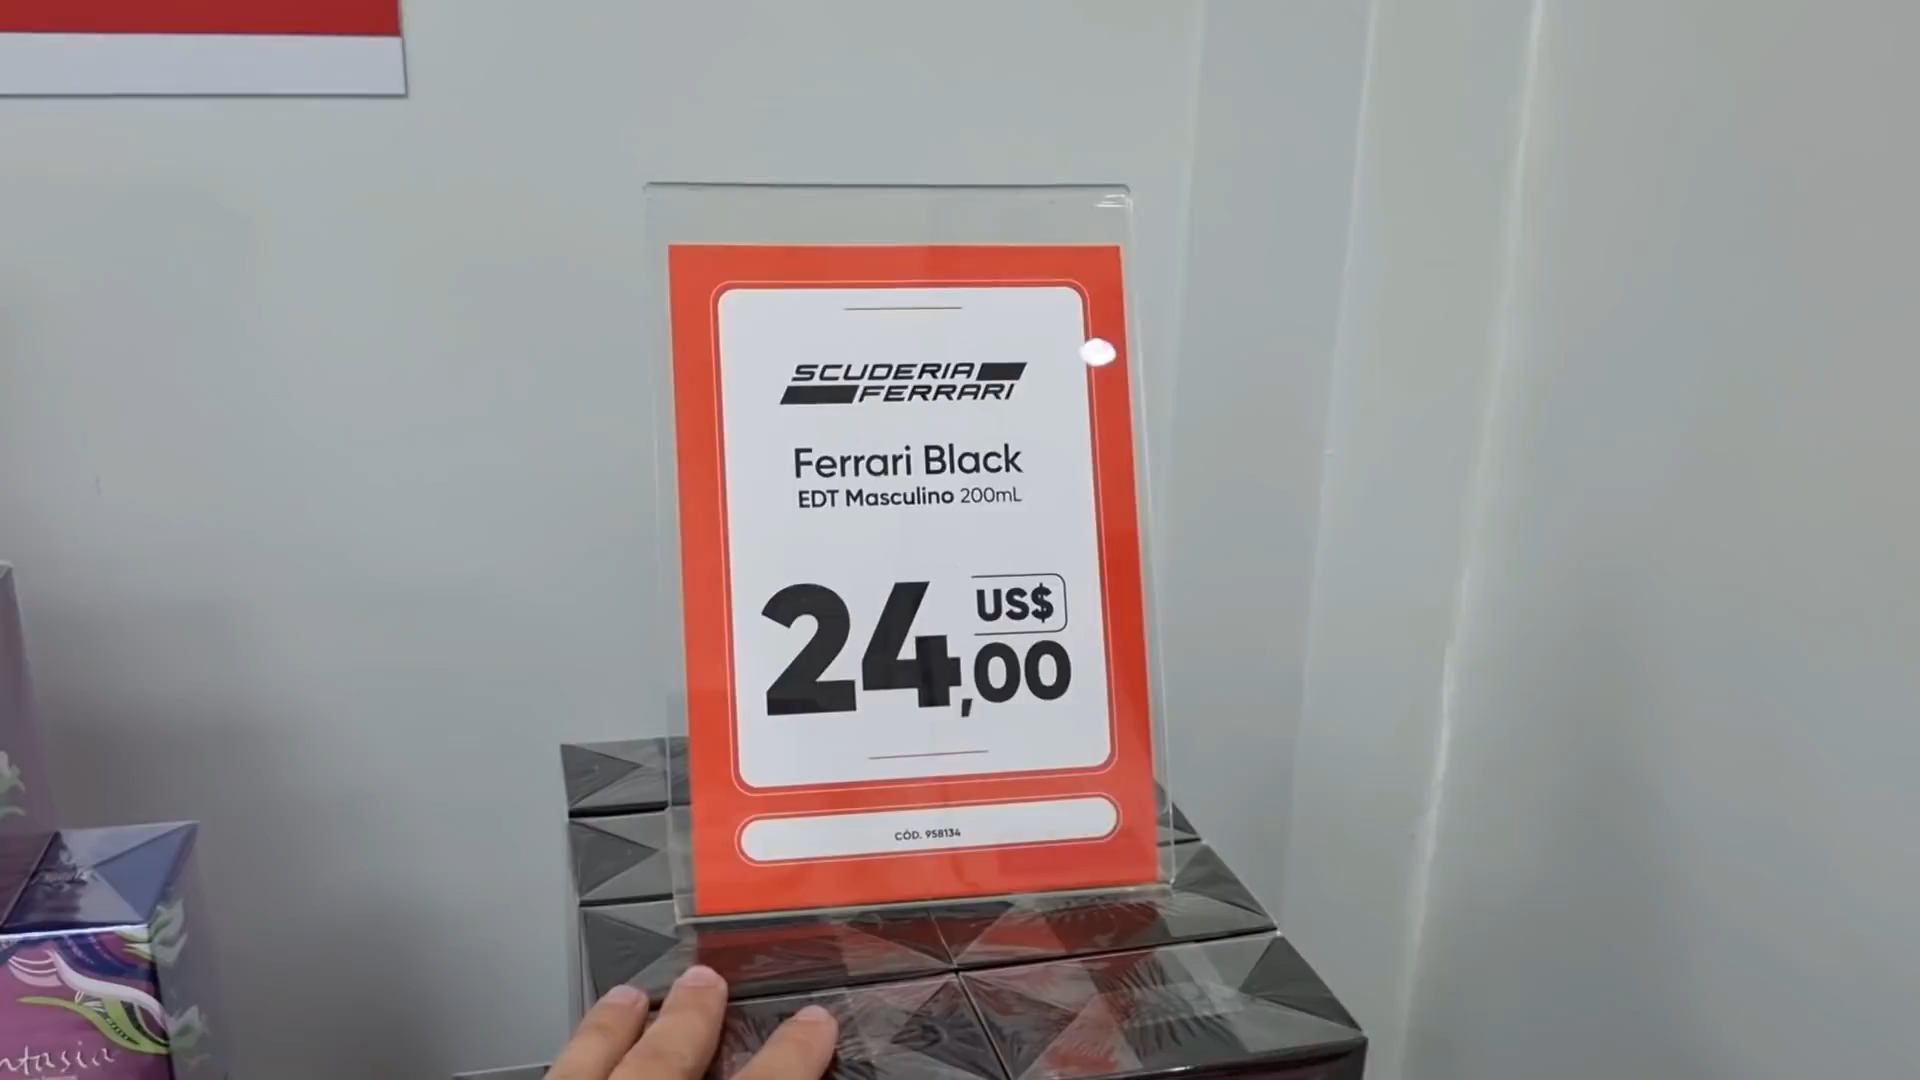 SCUDERIA
FERRARI
Ferrari Black
EDT Masculino 200mL
24,00
US$
CÓD. 958134